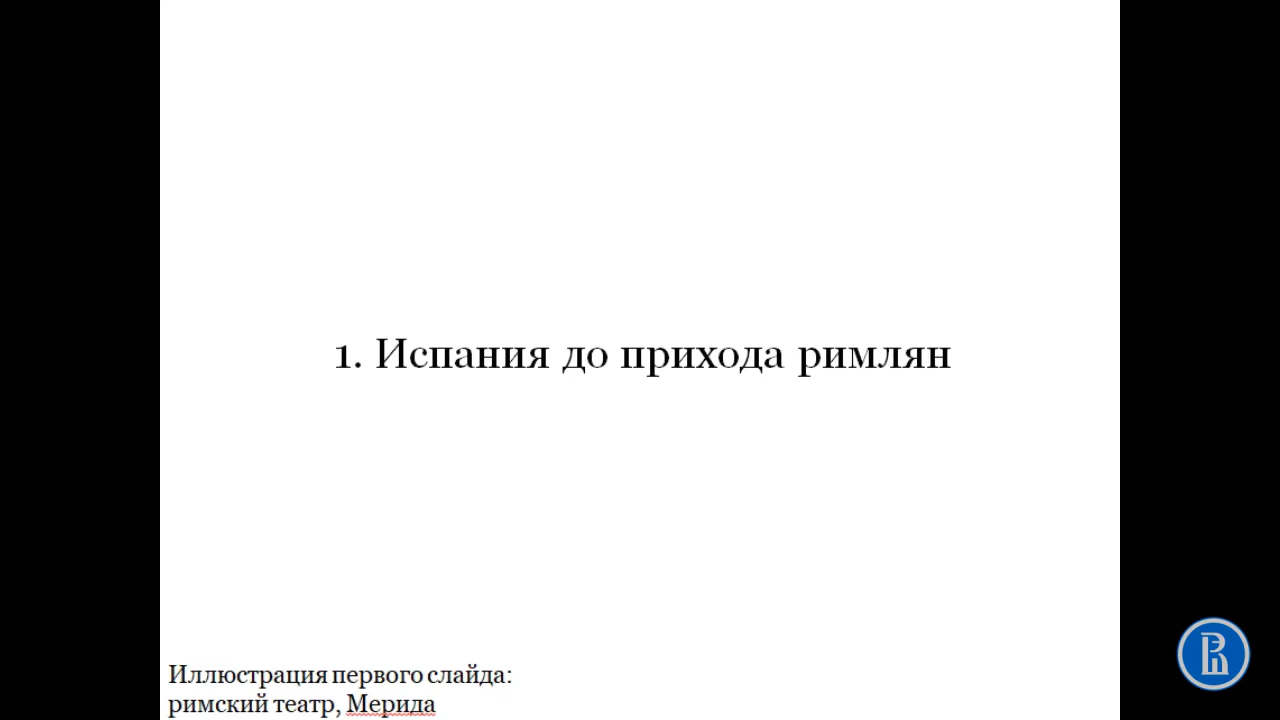 1. Испания до прихода римлян
Иллюстрация первого слайда:
римский театр, Мерида